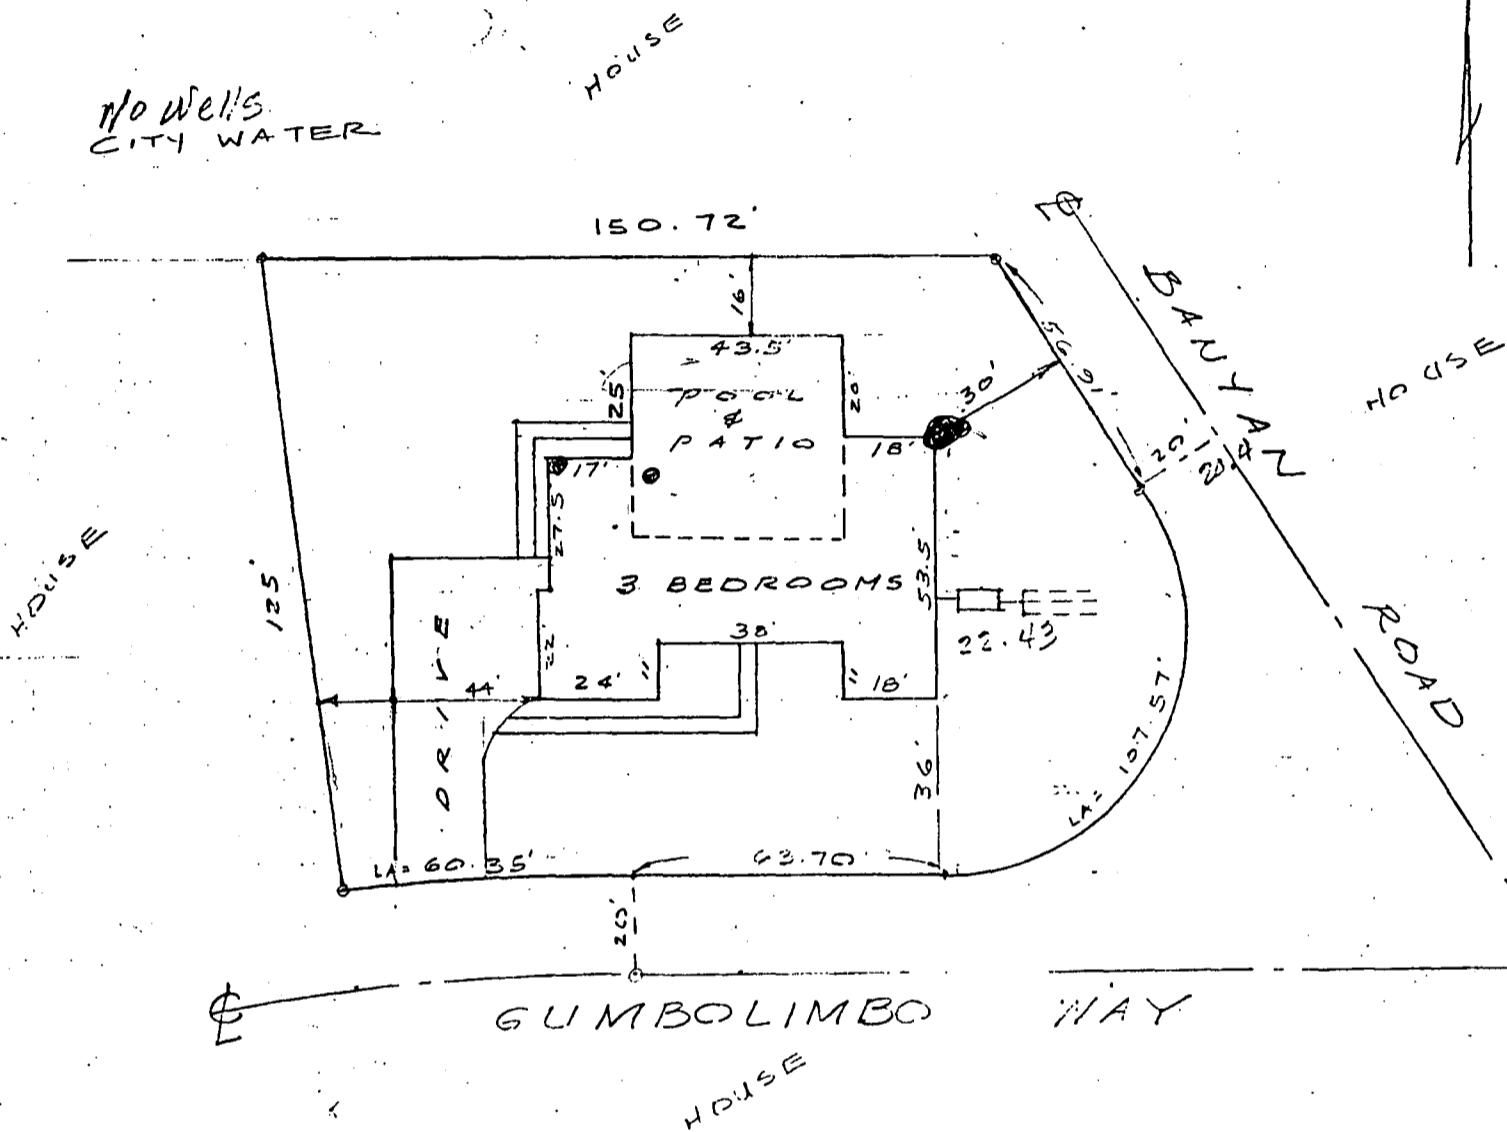 HOUSE
No Wells
CITY WATER
150.72'
16'
43.5'
25'
POOL
&
PATIO
20'
18'
30'
56.91'
BANYAN
ROAD
20'
HOUSE
17'
27.5
HOUSE
125'
3 BEDROOMS
53.5'
22.43
38'
22'
24'
11
11
18'
44'
DRIVE
36'
LA= 107.57'
LA= 60.35'
63.70'
20'
GUMBOLIMBO WAY
HOUSE